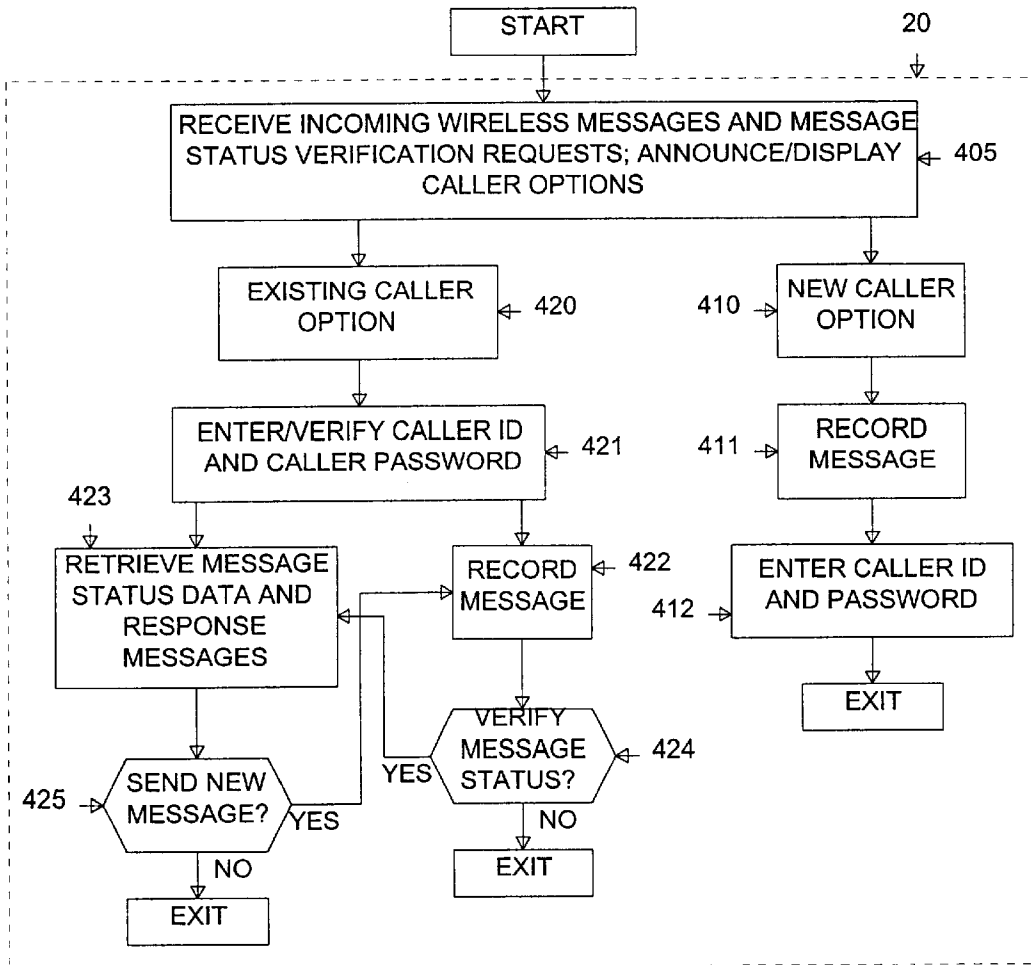 START
20
RECEIVE INCOMING WIRELESS MESSAGES AND MESSAGE
STATUS VERIFICATION REQUESTS; ANNOUNCE/DISPLAY
CALLER OPTIONS
405
EXISTING CALLER
OPTION
420
410
NEW CALLER
OPTION
ENTER/VERIFY CALLER ID
AND CALLER PASSWORD
421
411
RECORD
MESSAGE
423
RETRIEVE MESSAGE
STATUS DATA AND
RESPONSE
MESSAGES
RECORD
MESSAGE
422
412
ENTER CALLER ID
AND PASSWORD
EXIT
VERIFY
MESSAGE
STATUS?
424
YES
NO
EXIT
425
SEND NEW
MESSAGE?
YES
NO
EXIT